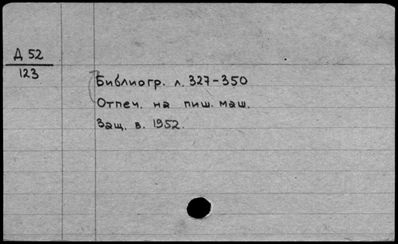 Д 52
123
Библиогр. л. 327-350
Отпеч. на пиш. маш.
Защ. в. 1952.